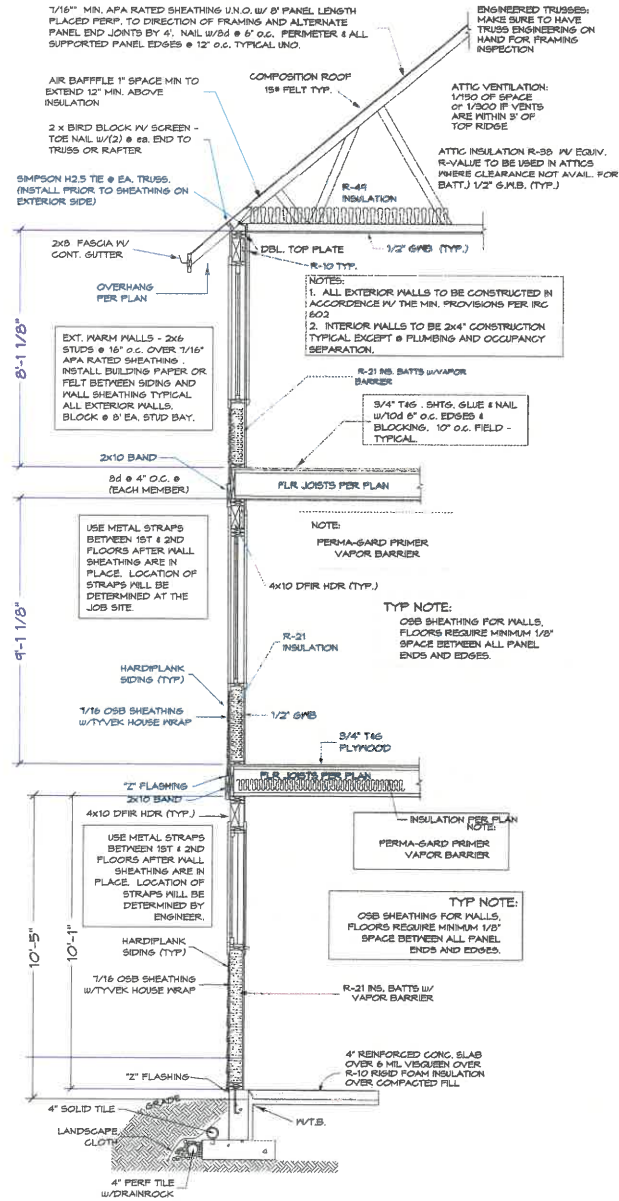 7/16"" MIN. APA RATED SHEATHING U.N.O. W/ 8' PANEL LENGTH
PLACED PERP. TO DIRECTION OF FRAMING AND ALTERNATE
PANEL END JOINTS BY 4'. NAIL W/8d @ 6" O.C. PERIMETER & ALL
SUPPORTED PANEL EDGES @ 12" O.C. TYPICAL UNO.
ENGINEERED TRUSSES:
MAKE SURE TO HAVE
TRUSS ENGINEERING ON
HAND FOR FRAMING
INSPECTION
AIR BAFFFLE 1" SPACE MIN TO
EXTEND 12" MIN. ABOVE
INSULATION
COMPOSITION ROOF
15# FELT TYP.
ATTIC VENTILATION:
1/150 OF SPACE
or 1/300 IF VENTS
ARE WITHIN 3' OF
TOP RIDGE
2 x BIRD BLOCK W/ SCREEN -
TOE NAIL W/(2) @ ea. END TO
TRUSS OR RAFTER
ATTIC INSULATION R-38 W/ EQUIV.
R-VALUE TO BE USED IN ATTICS
WHERE CLEARANCE NOT AVAIL. FOR
BATT.) 1/2" G.W.B. (TYP.)
SIMPSON H2.5 TIE @ EA. TRUSS.
(INSTALL PRIOR TO SHEATHING ON
EXTERIOR SIDE)
R-49
INSULATION
2X8 FASCIA W/
CONT. GUTTER
DBL. TOP PLATE
1/2" GWB (TYP.)
R-10 TYP.
OVERHANG
PER PLAN
NOTES:
1. ALL EXTERIOR WALLS TO BE CONSTRUCTED IN
ACCORDENCE W/ THE MIN. PROVISIONS PER IRC
602
2. INTERIOR WALLS TO BE 2x4" CONSTRUCTION
TYPICAL EXCEPT @ PLUMBING AND OCCUPANCY
SEPARATION.
8'-1 1/8"
EXT. WARM WALLS - 2x6
STUDS @ 16" O.C. OVER 7/16"
APA RATED SHEATHING .
INSTALL BUILDING PAPER OR
FELT BETWEEN SIDING AND
WALL SHEATHING TYPICAL
ALL EXTERIOR WALLS.
BLOCK @ 8' EA. STUD BAY.
R-21 INS. BATTS W/VAPOR
BARRIER
3/4" T&G . SHTG, GLUE & NAIL
W/10d 6" O.C. EDGES &
BLOCKING. 10" O.C. FIELD -
TYPICAL.
2X10 BAND
8d @ 4" O.C. @
(EACH MEMBER)
FLR JOISTS PER PLAN
USE METAL STRAPS
BETWEEN 1ST & 2ND
FLOORS AFTER WALL
SHEATHING ARE IN
PLACE. LOCATION OF
STRAPS WILL BE
DETERMINED AT THE
JOB SITE.
NOTE:
PERMA-GARD PRIMER
VAPOR BARRIER
4X10 DFIR HDR (TYP.)
TYP NOTE:
OSB SHEATHING FOR WALLS,
FLOORS REQUIRE MINIMUM 1/8"
SPACE BETWEEN ALL PANEL
ENDS AND EDGES.
9'-1 1/8"
R-21
INSULATION
HARDIPLANK
SIDING (TYP)
7/16 OSB SHEATHING
W/TYVEK HOUSE WRAP
1/2" GWB
3/4" T&G
PLYWOOD
FLR JOISTS PER PLAN
"Z" FLASHING
2X10 BAND
4X10 DFIR HDR (TYP.)
INSULATION PER PLAN
NOTE:
PERMA-GARD PRIMER
VAPOR BARRIER
USE METAL STRAPS
BETWEEN 1ST & 2ND
FLOORS AFTER WALL
SHEATHING ARE IN
PLACE. LOCATION OF
STRAPS WILL BE
DETERMINED BY
ENGINEER.
TYP NOTE:
OSB SHEATHING FOR WALLS,
FLOORS REQUIRE MINIMUM 1/8"
SPACE BETWEEN ALL PANEL
ENDS AND EDGES.
10'-5"
10'-1"
HARDIPLANK
SIDING (TYP)
7/16 OSB SHEATHING
W/TYVEK HOUSE WRAP
R-21 INS. BATTS W/
VAPOR BARRIER
"Z" FLASHING
4" REINFORCED CONC. SLAB
OVER 6 MIL VISQUEEN OVER
R-10 RIGID FOAM INSULATION
OVER COMPACTED FILL
GRADE
4" SOLID TILE
W/T.B.
LANDSCAPE
CLOTH
4" PERF TILE
W/DRAINROCK